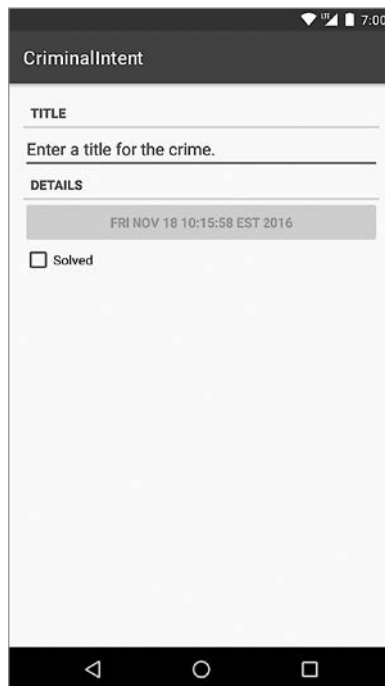 LTE 7:00
CriminalIntent
TITLE
Enter a title for the crime.
DETAILS
FRI NOV 18 10:15:58 EST 2016
Solved